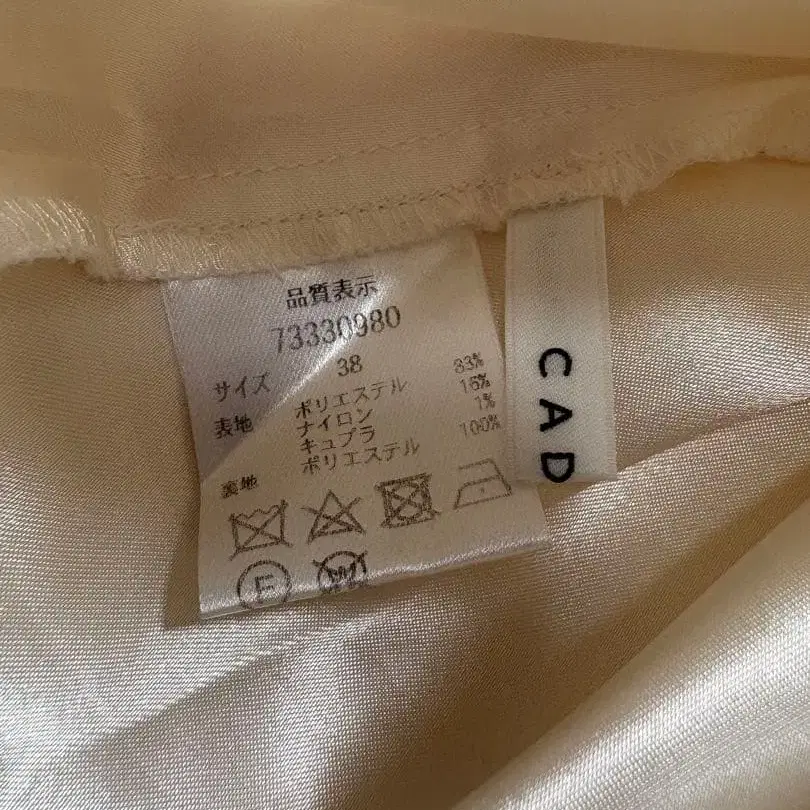 品質表示
73330980
サイズ 38
表地 ポリエステル 83%
ナイロン 16%
キュプラ 1%
裏地 ポリエステル 100%
F
W
CAD